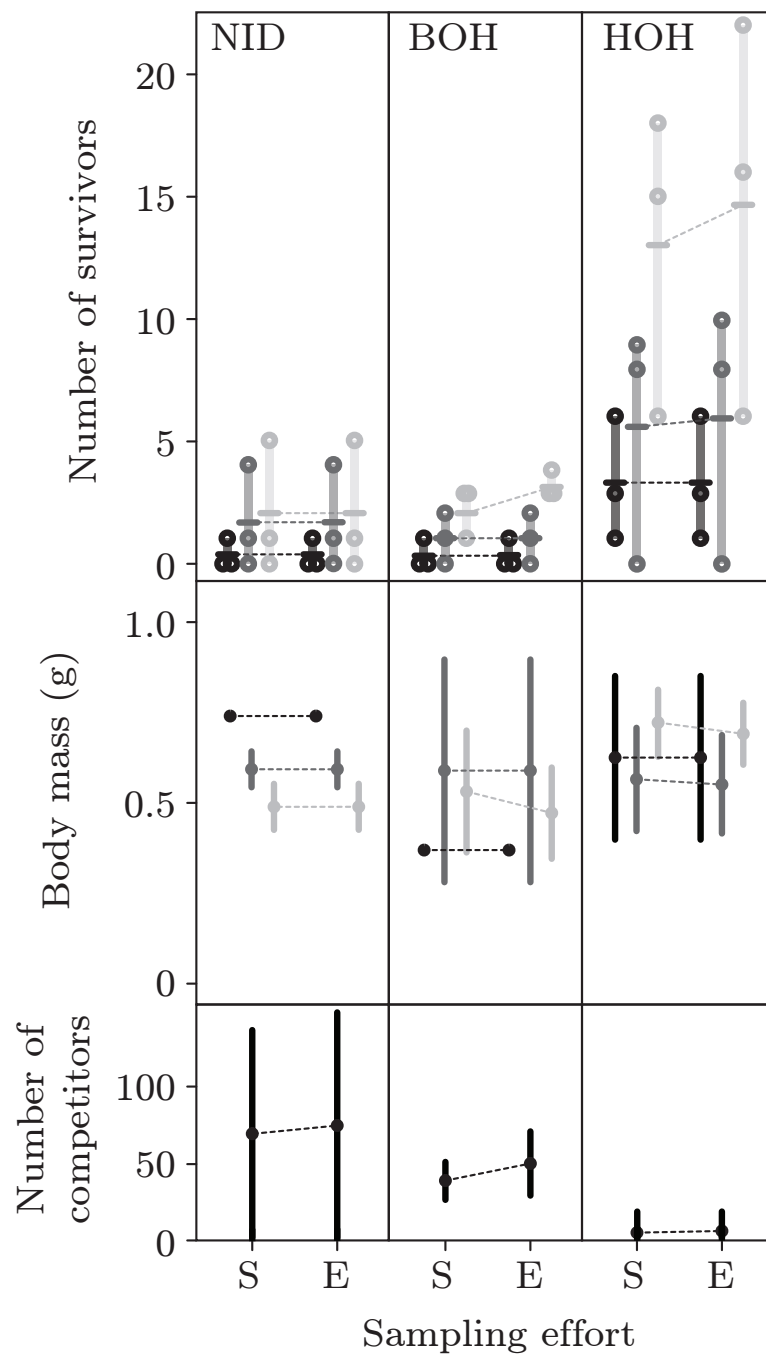 NID BOH HOH
20
15
10
5
0
Number of survivors
1.0
0.5
0
Body mass (g)
100
50
0
Number of
competitors
S E S E S E
Sampling effort